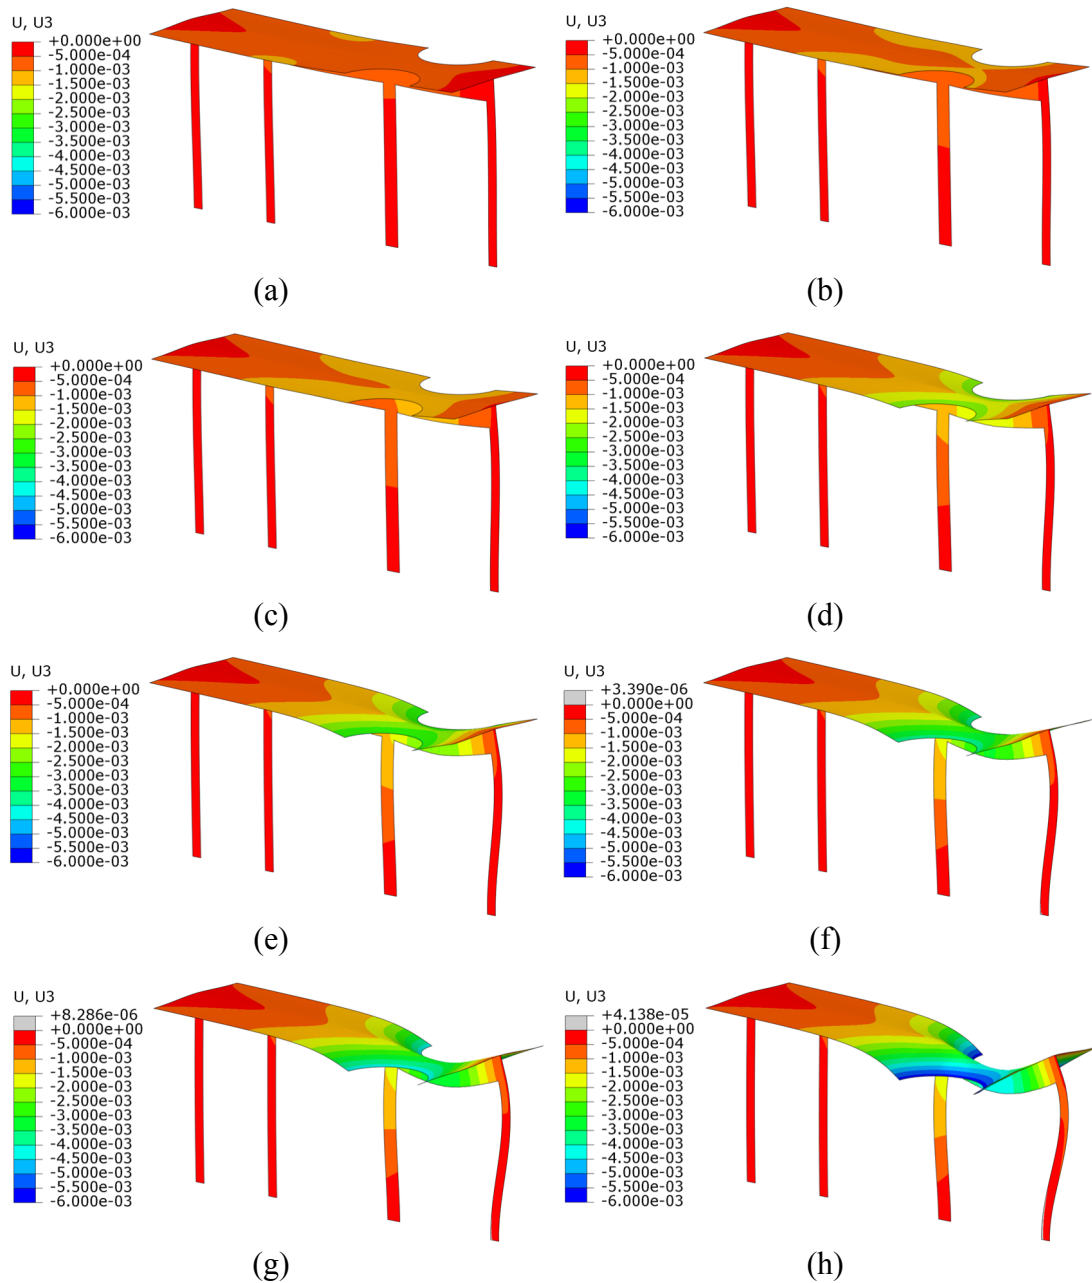 U, U3
+0.000e+00
-5.000e-04
-1.000e-03
-1.500e-03
-2.000e-03
-2.500e-03
-3.000e-03
-3.500e-03
-4.000e-03
-4.500e-03
-5.000e-03
-5.500e-03
-6.000e-03
(a)
U, U3
+0.000e+00
-5.000e-04
-1.000e-03
-1.500e-03
-2.000e-03
-2.500e-03
-3.000e-03
-3.500e-03
-4.000e-03
-4.500e-03
-5.000e-03
-5.500e-03
-6.000e-03
(b)
U, U3
+0.000e+00
-5.000e-04
-1.000e-03
-1.500e-03
-2.000e-03
-2.500e-03
-3.000e-03
-3.500e-03
-4.000e-03
-4.500e-03
-5.000e-03
-5.500e-03
-6.000e-03
(c)
U, U3
+0.000e+00
-5.000e-04
-1.000e-03
-1.500e-03
-2.000e-03
-2.500e-03
-3.000e-03
-3.500e-03
-4.000e-03
-4.500e-03
-5.000e-03
-5.500e-03
-6.000e-03
(d)
U, U3
+0.000e+00
-5.000e-04
-1.000e-03
-1.500e-03
-2.000e-03
-2.500e-03
-3.000e-03
-3.500e-03
-4.000e-03
-4.500e-03
-5.000e-03
-5.500e-03
-6.000e-03
(e)
U, U3
+3.390e-06
+0.000e+00
-5.000e-04
-1.000e-03
-1.500e-03
-2.000e-03
-2.500e-03
-3.000e-03
-3.500e-03
-4.000e-03
-4.500e-03
-5.000e-03
-5.500e-03
-6.000e-03
(f)
U, U3
+8.286e-06
+0.000e+00
-5.000e-04
-1.000e-03
-1.500e-03
-2.000e-03
-2.500e-03
-3.000e-03
-3.500e-03
-4.000e-03
-4.500e-03
-5.000e-03
-5.500e-03
-6.000e-03
(g)
U, U3
+4.138e-05
+0.000e+00
-5.000e-04
-1.000e-03
-1.500e-03
-2.000e-03
-2.500e-03
-3.000e-03
-3.500e-03
-4.000e-03
-4.500e-03
-5.000e-03
-5.500e-03
-6.000e-03
(h)